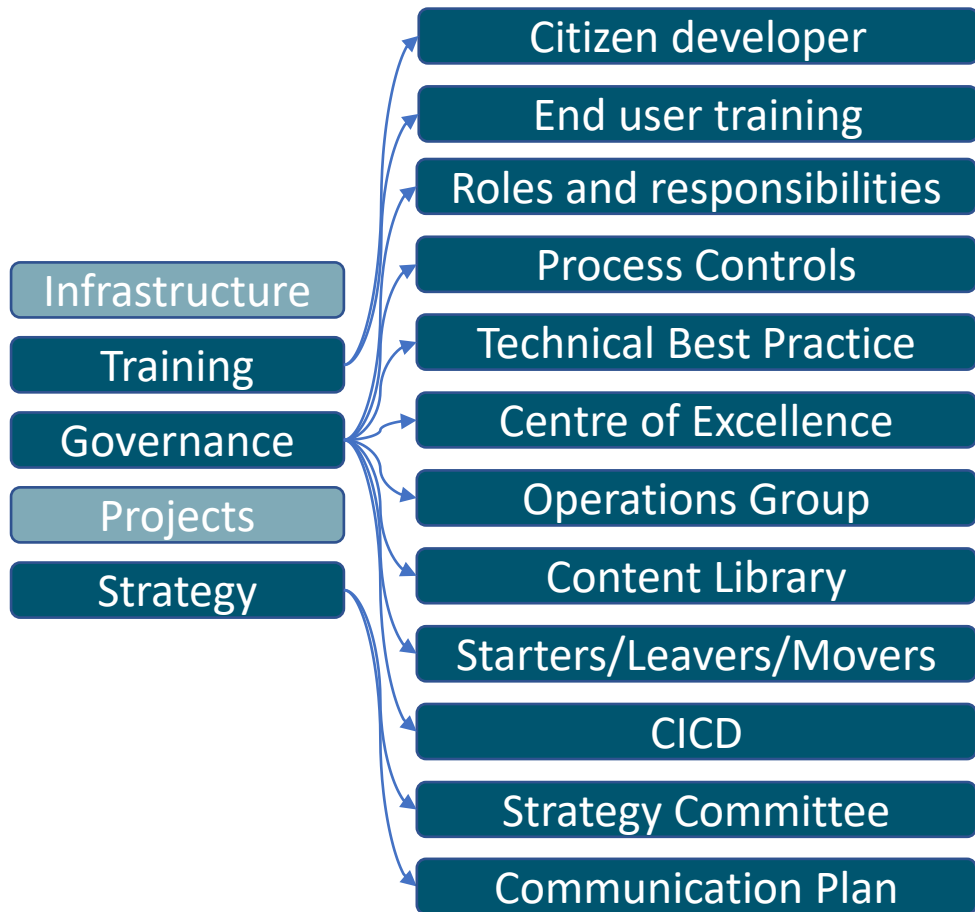 Infrastructure
Training
Governance
Projects
Strategy
Citizen developer
End user training
Roles and responsibilities
Process Controls
Technical Best Practice
Centre of Excellence
Operations Group
Content Library
Starters/Leavers/Movers
CICD
Strategy Committee
Communication Plan